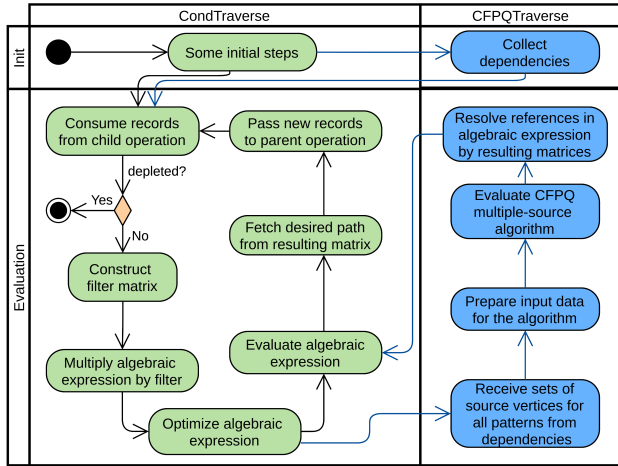 CondTraverse
CFPQTraverse
Init
Some initial steps
Collect
dependencies
Evaluation
Consume records
from child operation
Pass new records
to parent operation
Resolve references in
algebraic expression
by resulting matrices
depleted?
Yes
No
Evaluate CFPQ
multiple-source
algorithm
Fetch desired path
from resulting matrix
Construct
filter matrix
Prepare input data
for the algorithm
Evaluate algebraic
expression
Multiply algebraic
expression by filter
Optimize algebraic
expression
Receive sets of
source vertices for
all patterns from
dependencies